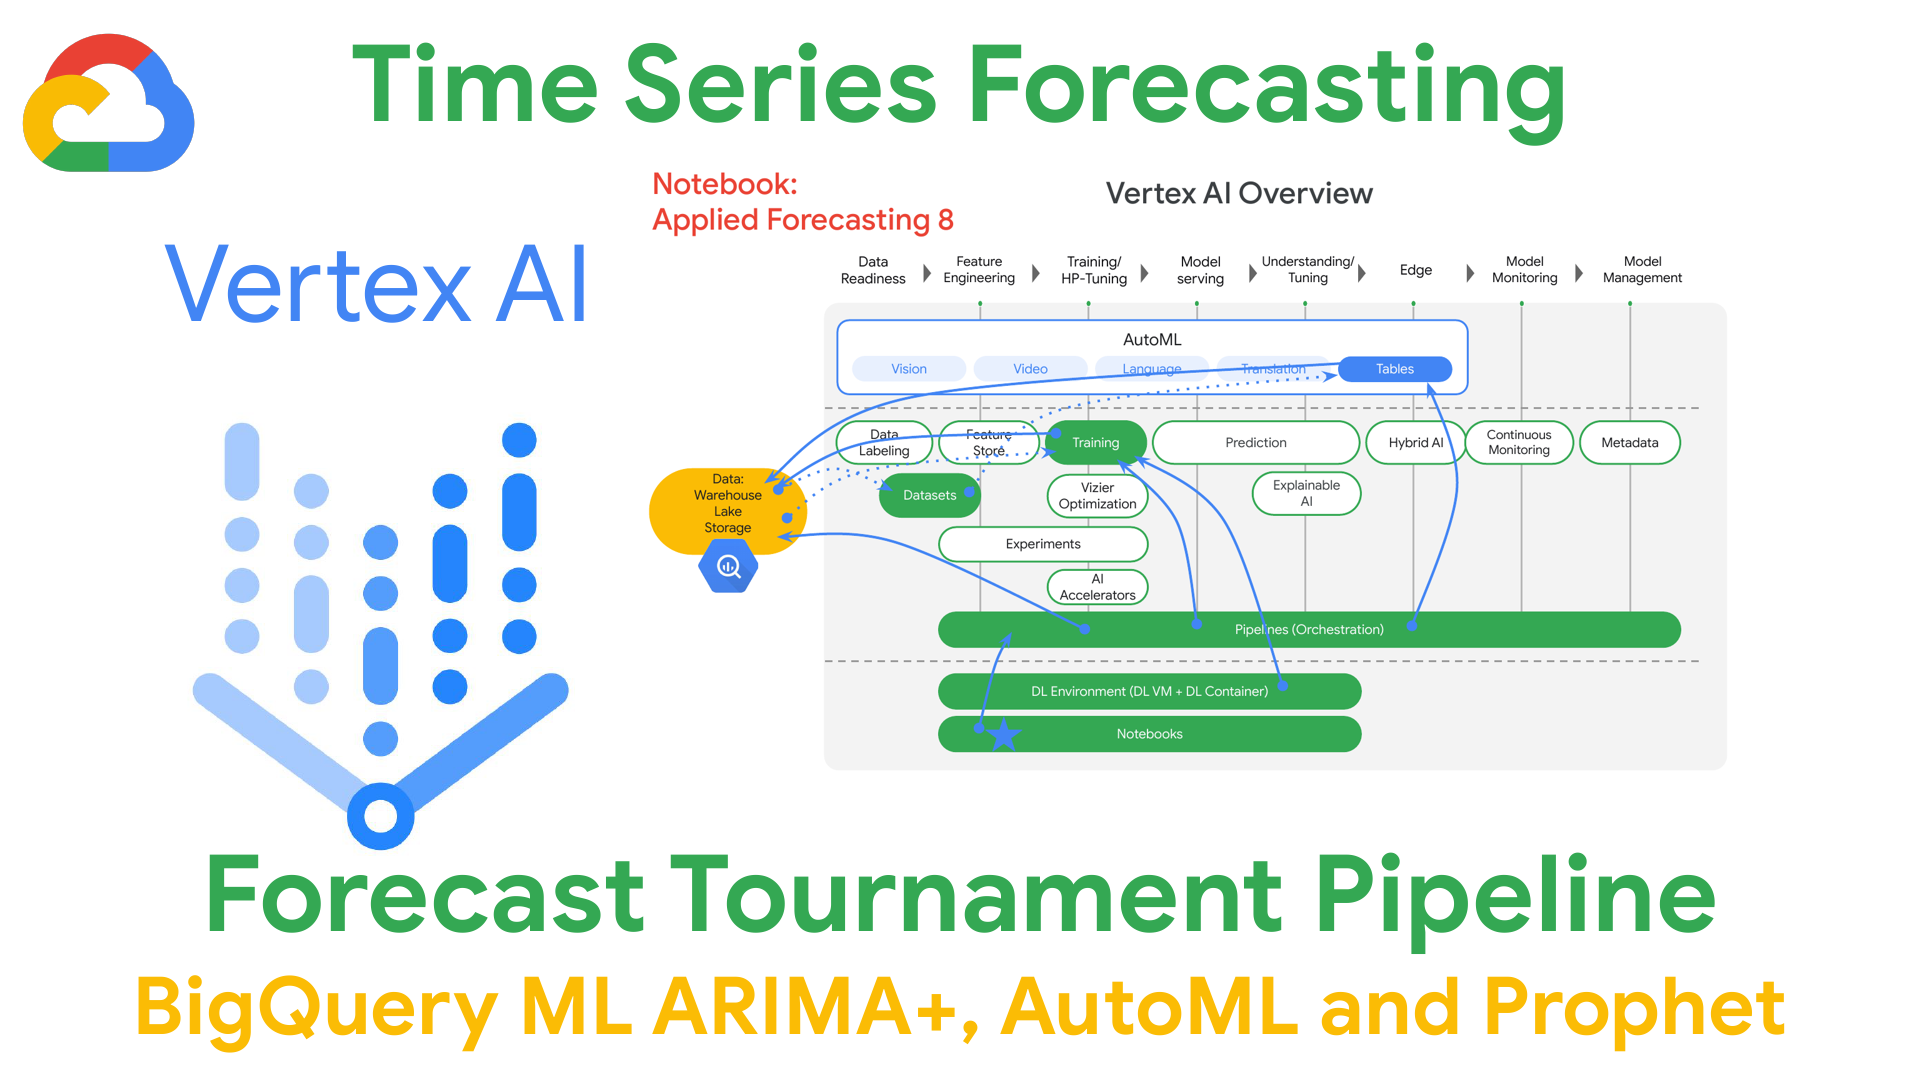 Time Series Forecasting
Notebook:
Applied Forecasting 8
Vertex AI Overview
Vertex AI
Data
Readiness
Feature
Engineering
Training/
HP-Tuning
Model
serving
Understanding/
Tuning
Edge
Model
Monitoring
Model
Management
AutoML
Vision
Video
Language
Translation
Tables
Data
Labeling
Feature
Store
Training
Prediction
Hybrid AI
Continuous
Monitoring
Metadata
Data:
Warehouse
Lake
Storage
Datasets
Vizier
Optimization
Explainable
AI
Experiments
AI
Accelerators
Pipelines (Orchestration)
DL Environment (DL VM + DL Container)
Notebooks
Forecast Tournament Pipeline
BigQuery ML ARIMA+, AutoML and Prophet